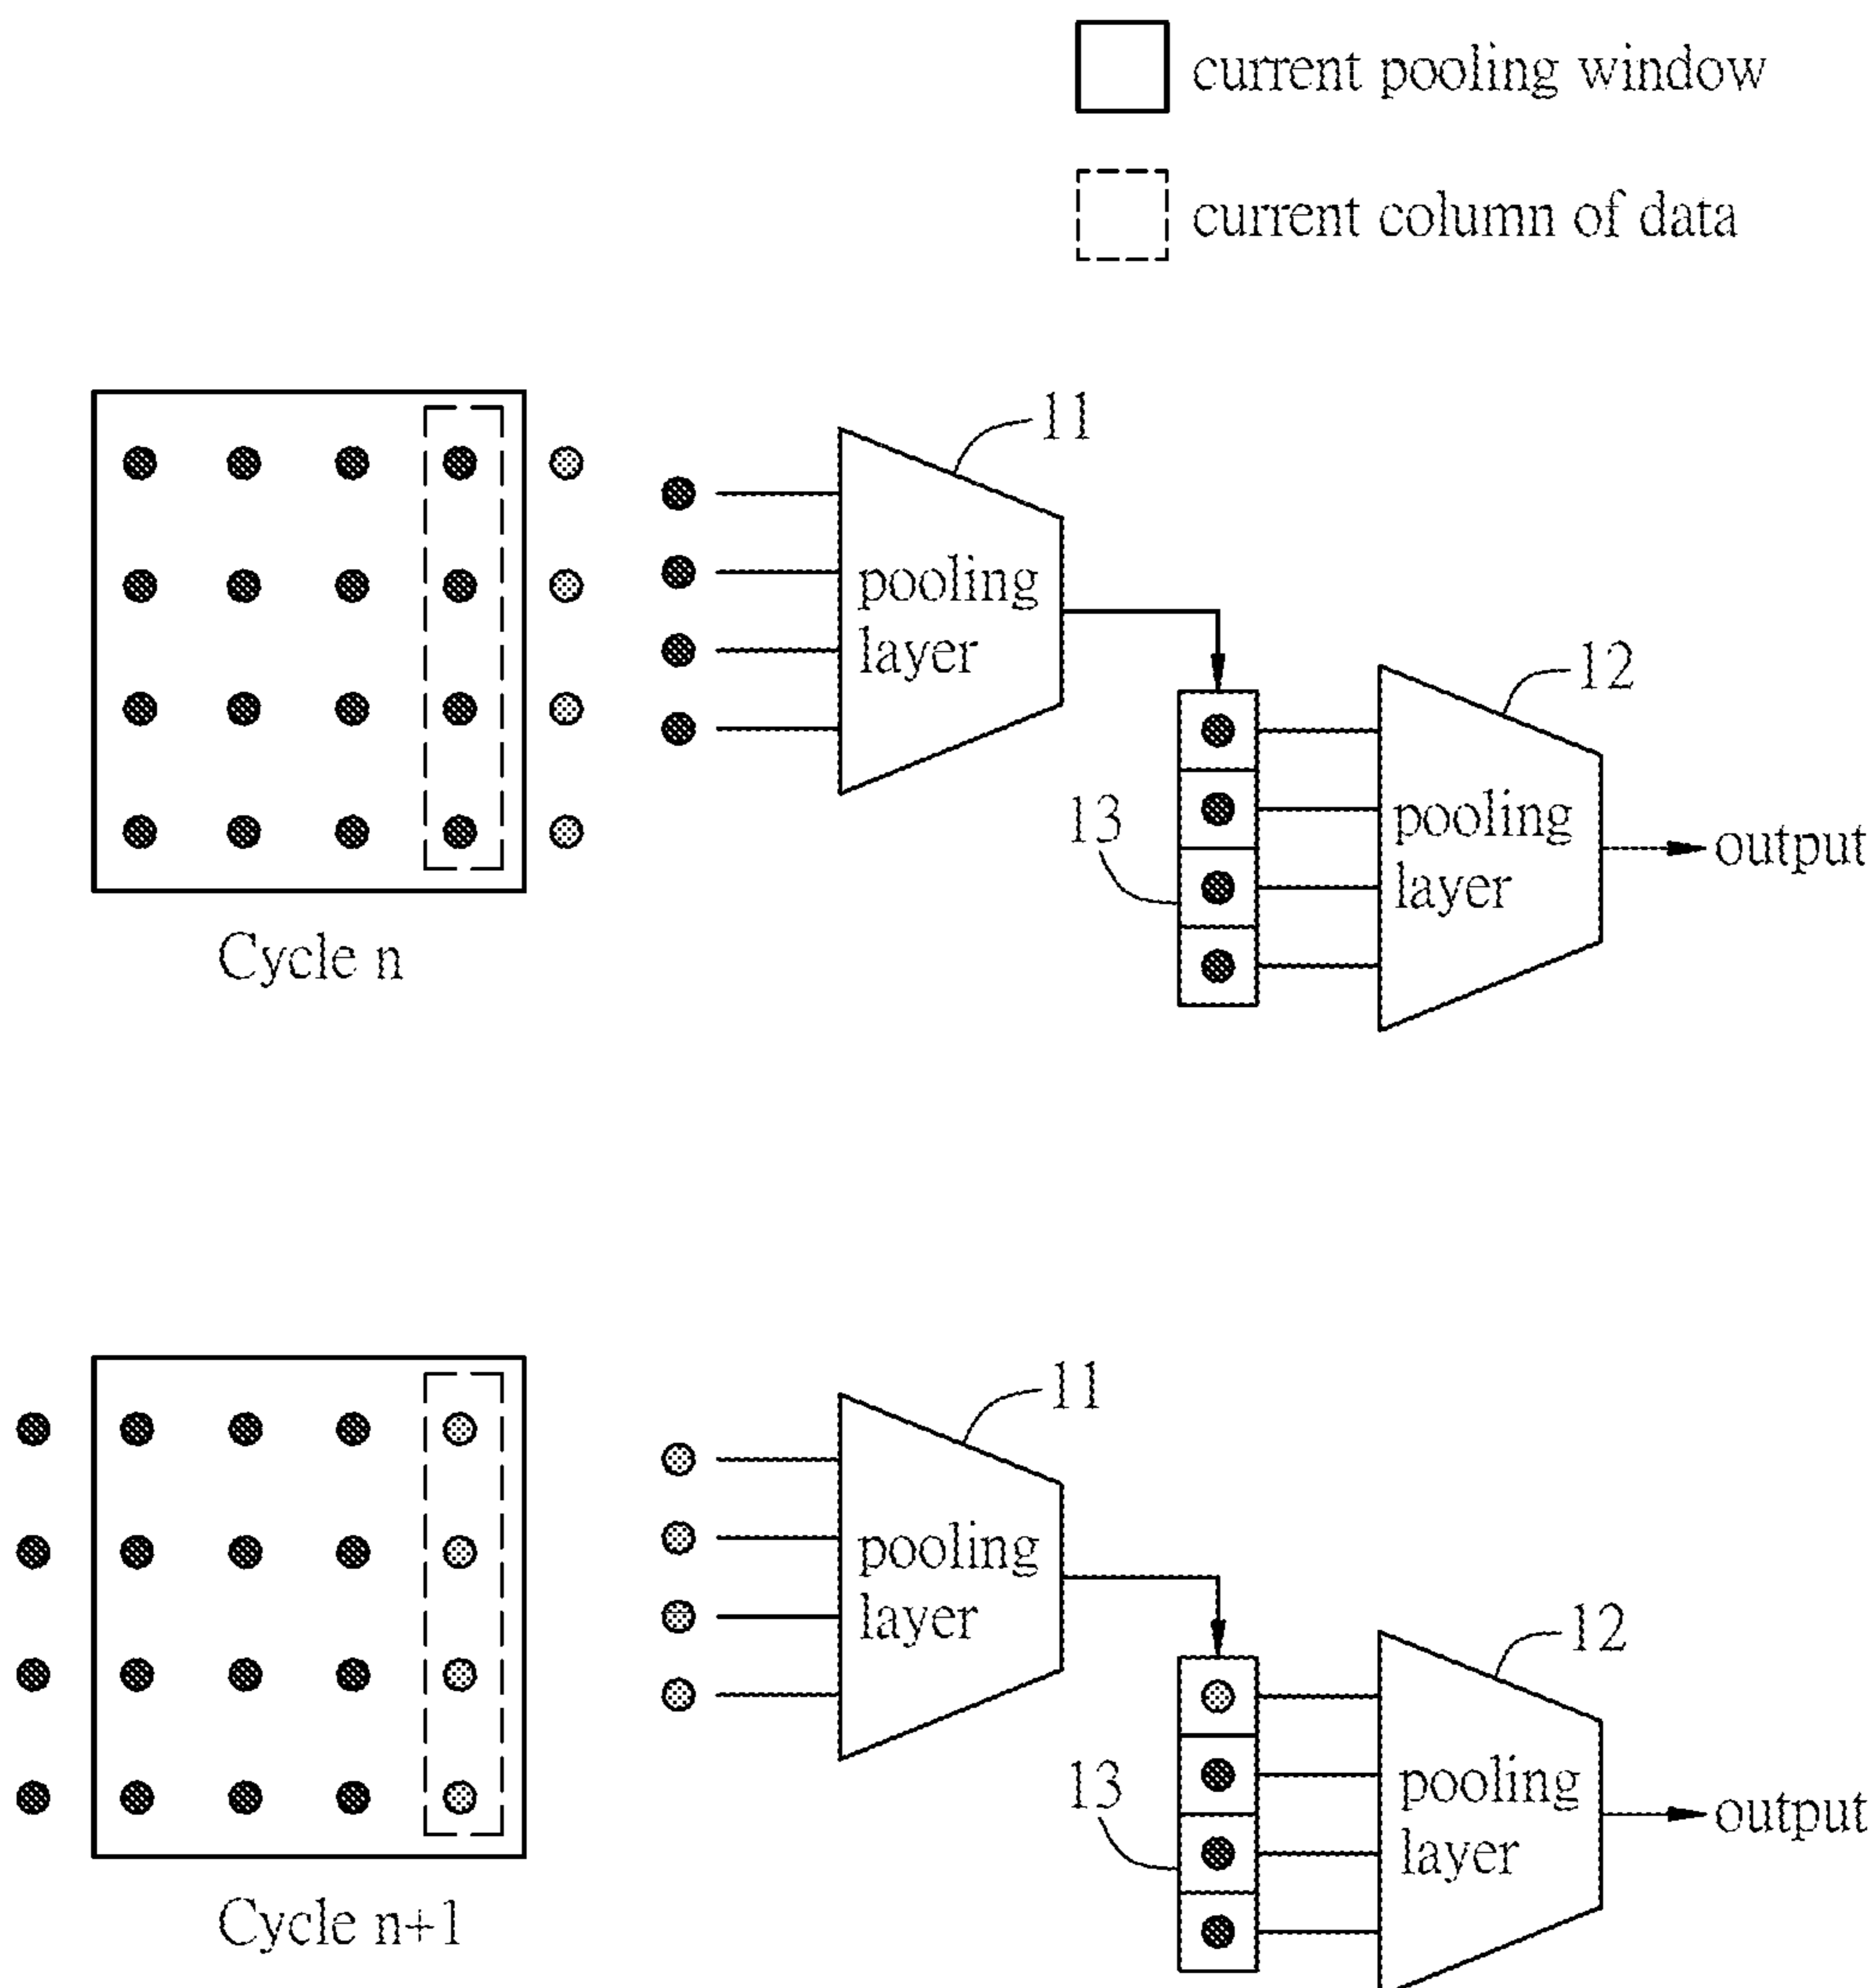 current pooling window
current column of data
11
pooling
layer
12
13
pooling
layer
output
Cycle n
11
pooling
layer
12
13
pooling
layer
output
Cycle n+1